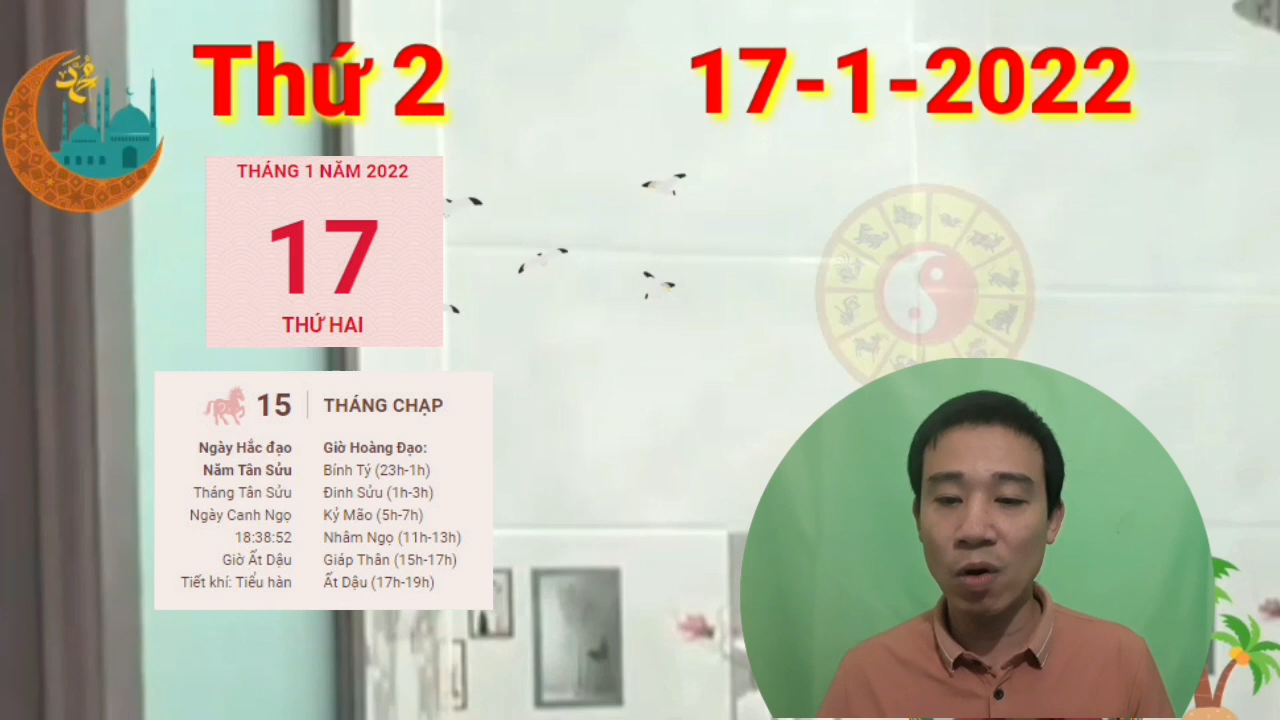 Thứ 2
17-1-2022
THÁNG 1 NĂM 2022
17
THỨ HAI
15
THÁNG CHẠP
Ngày Hắc đạo
Năm Tân Sửu
Tháng Tân Sửu
Ngày Canh Ngọ
18:38:52
Giờ Ất Dậu
Tiết khí: Tiểu hàn
Giờ Hoàng Đạo:
Bính Tý (23h-1h)
Đinh Sửu (1h-3h)
Kỷ Mão (5h-7h)
Nhâm Ngọ (11h-13h)
Giáp Thân (15h-17h)
Ất Dậu (17h-19h)